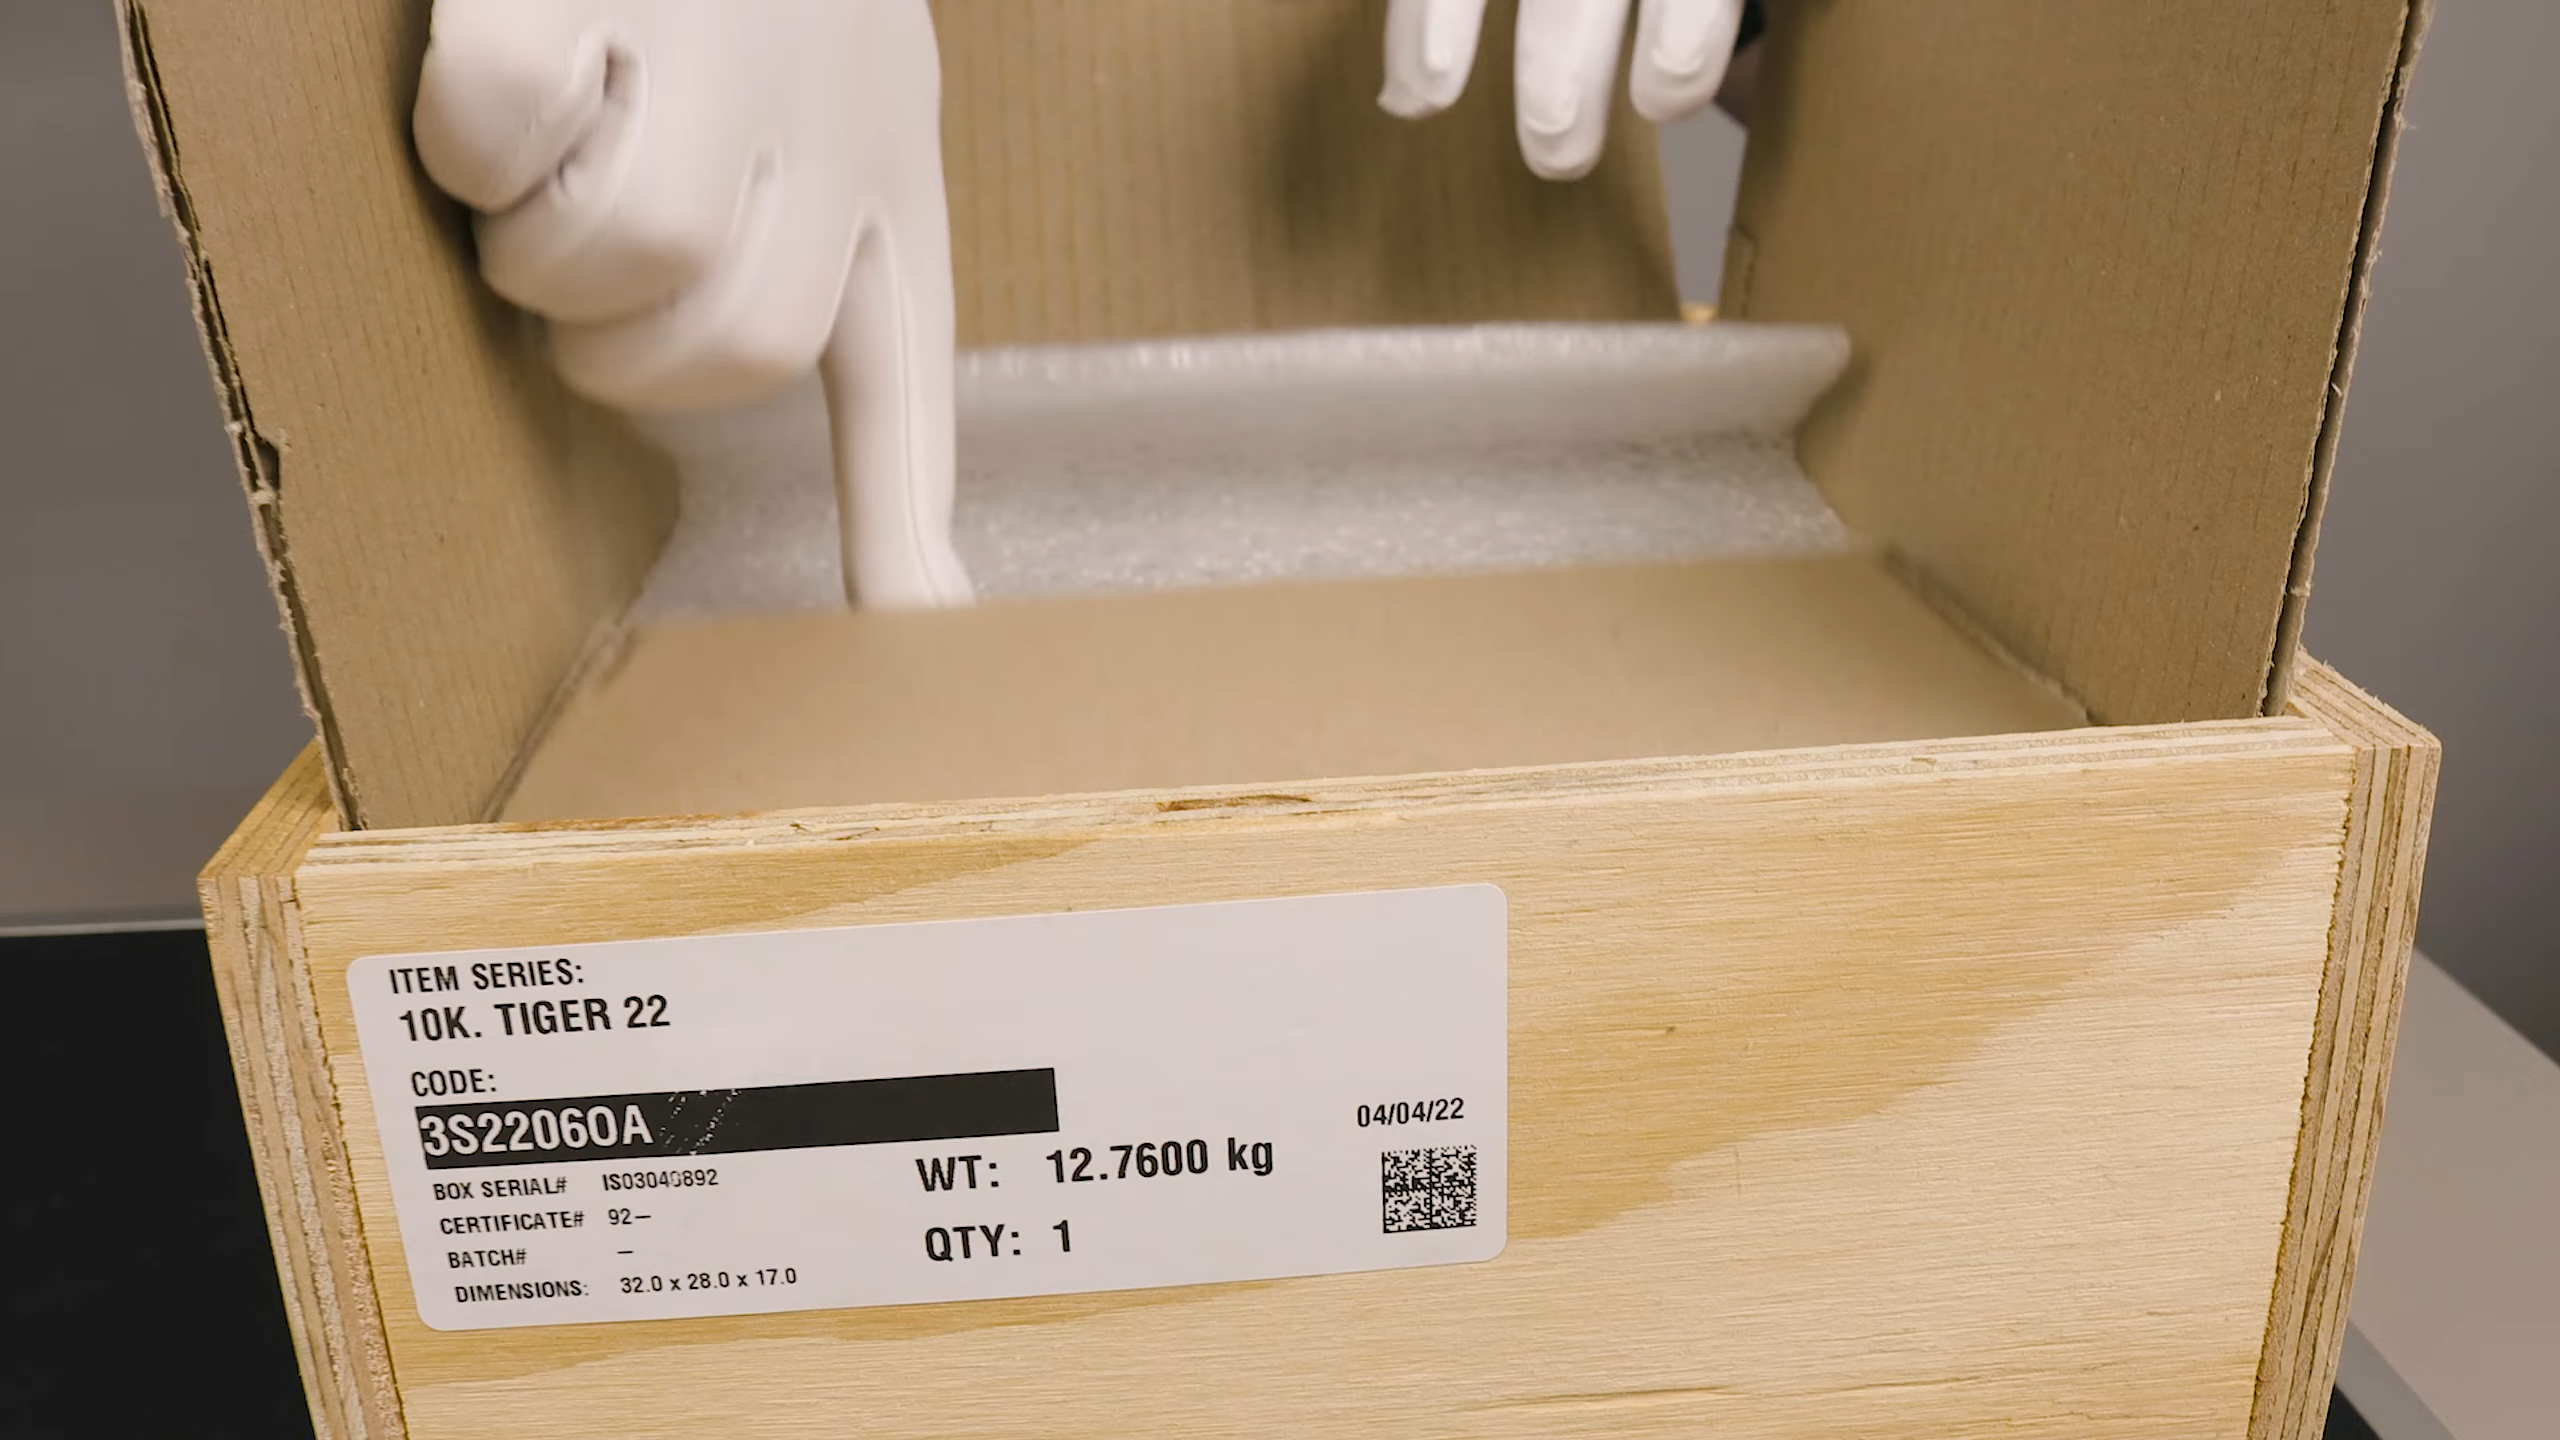 ITEM SERIES:
10K. TIGER 22
CODE:
3S22060A
BOX SERIAL# IS03040892
CERTIFICATE# 92–
BATCH# –
DIMENSIONS: 32.0 x 28.0 x 17.0
WT: 12.7600 kg
QTY: 1
04/04/22